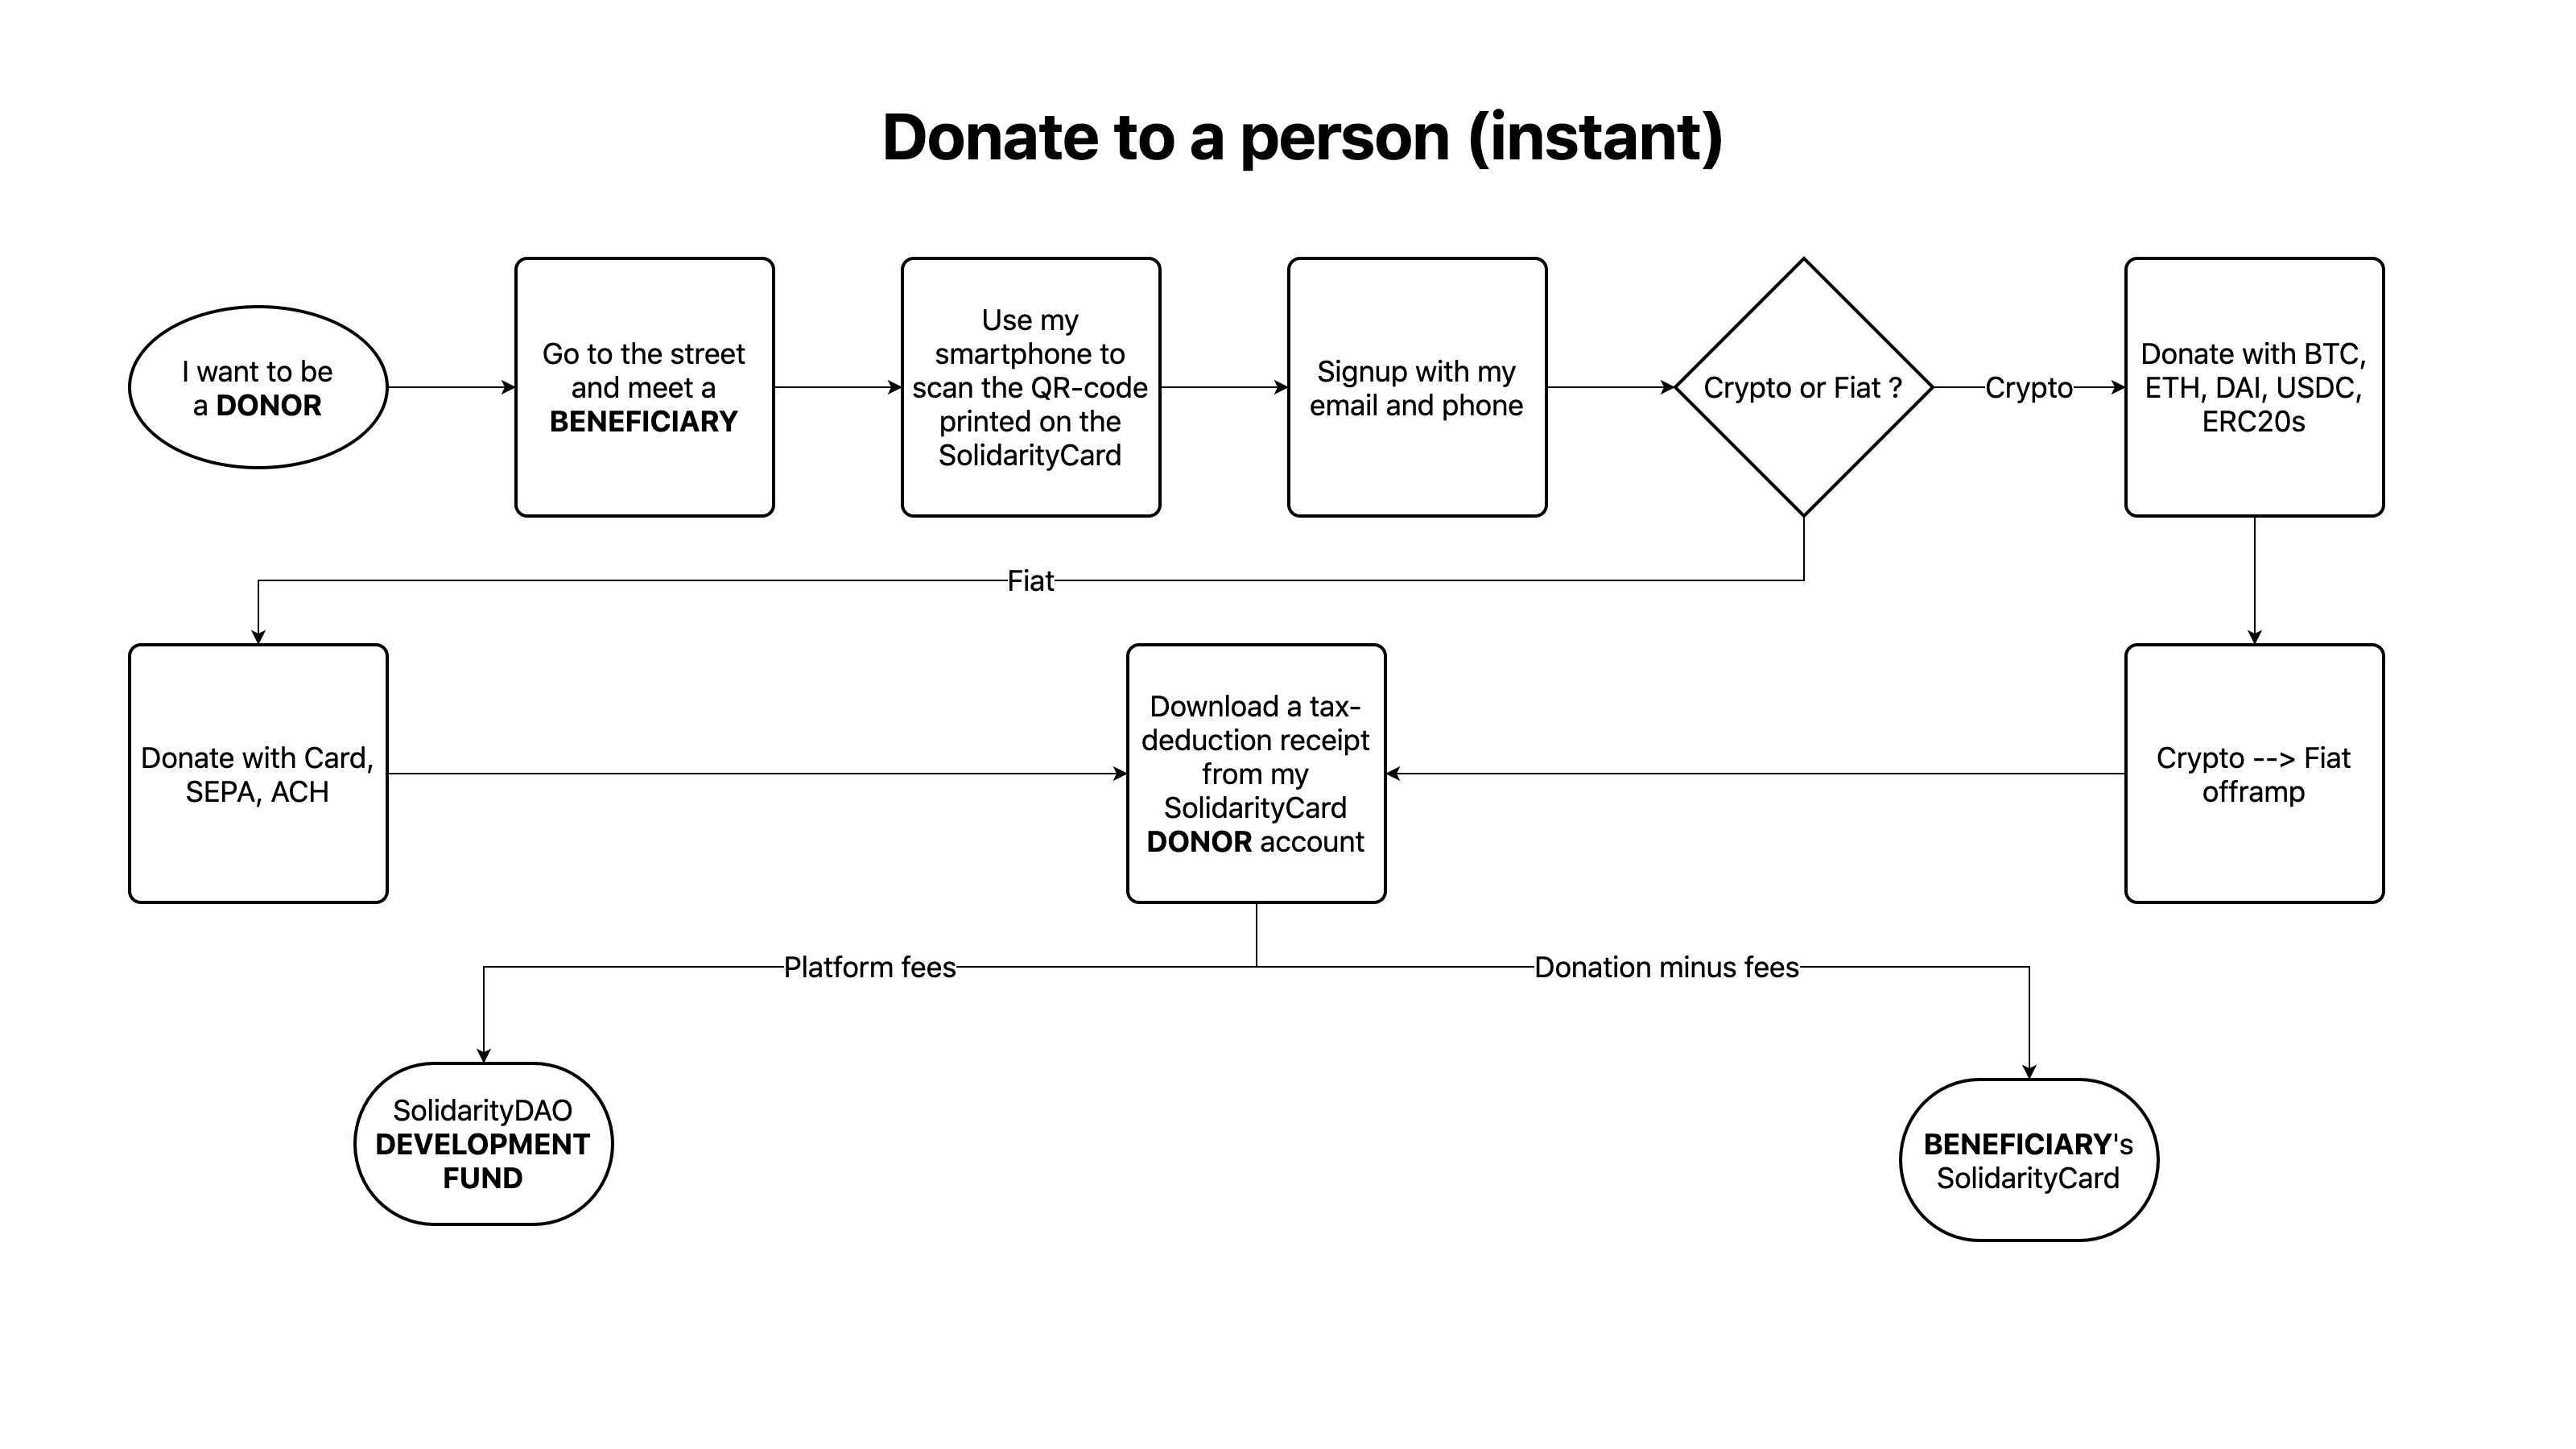 Donate to a person (instant)
I want to be
a DONOR
Go to the street
and meet a
BENEFICIARY
Use my
smartphone to
scan the QR-code
printed on the
SolidarityCard
Signup with my
email and phone
Crypto or Fiat ?
Crypto
Donate with BTC,
ETH, DAI, USDC,
ERC20s
Fiat
Donate with Card,
SEPA, ACH
Download a tax-
deduction receipt
from my
SolidarityCard
DONOR account
Crypto --> Fiat
offramp
Platform fees
Donation minus fees
SolidarityDAO
DEVELOPMENT
FUND
BENEFICIARY's
SolidarityCard